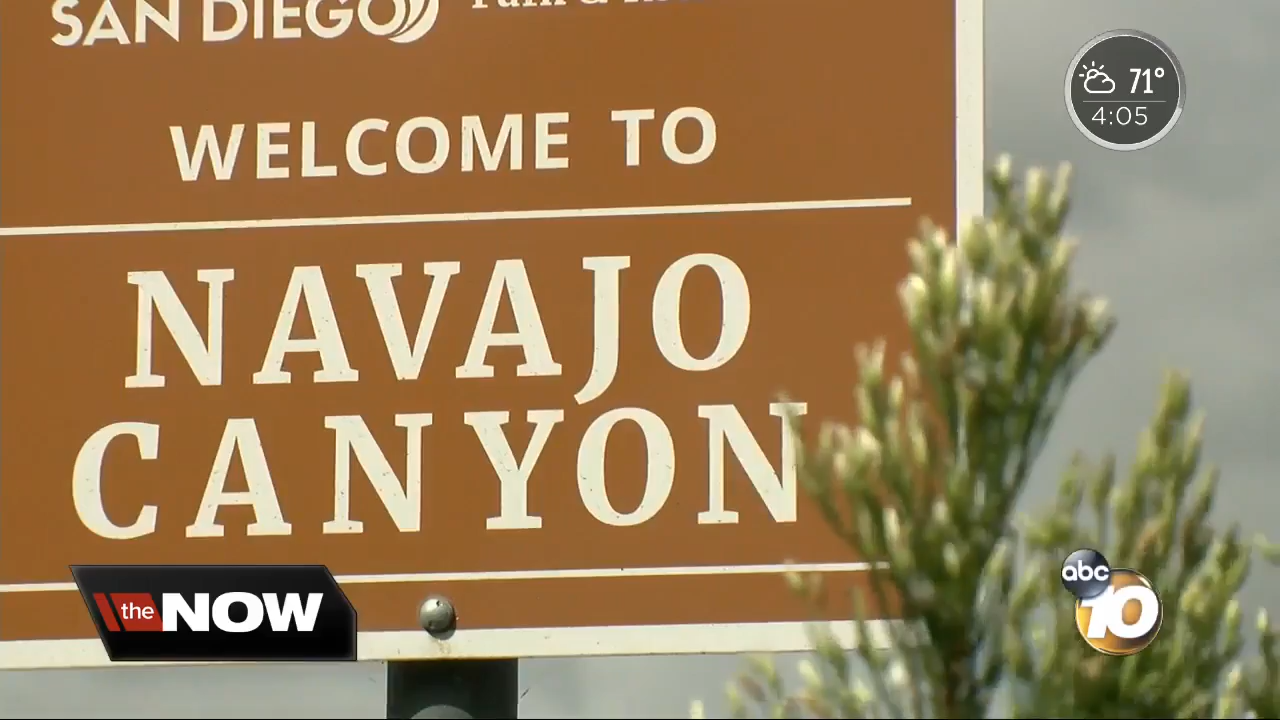 SAN DIEGO
71°
4:05
WELCOME TO
NAVAJO
CANYON
the NOW
abc
10